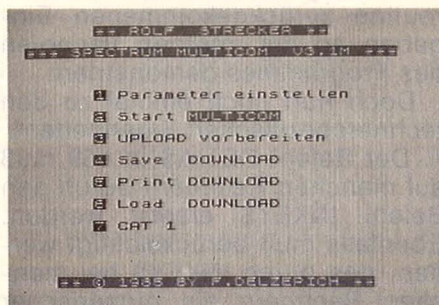 ++ ROLF STRECKER ++
+++ SPECTRUM MULTICOM V3.1M +++
1 Parameter einstellen
2 Start MULTICOM
3 UPLOAD vorbereiten
4 Save DOWNLOAD
5 Print DOWNLOAD
6 Load DOWNLOAD
7 CAT 1
++ © 1985 BY F.DELZEPICH ++